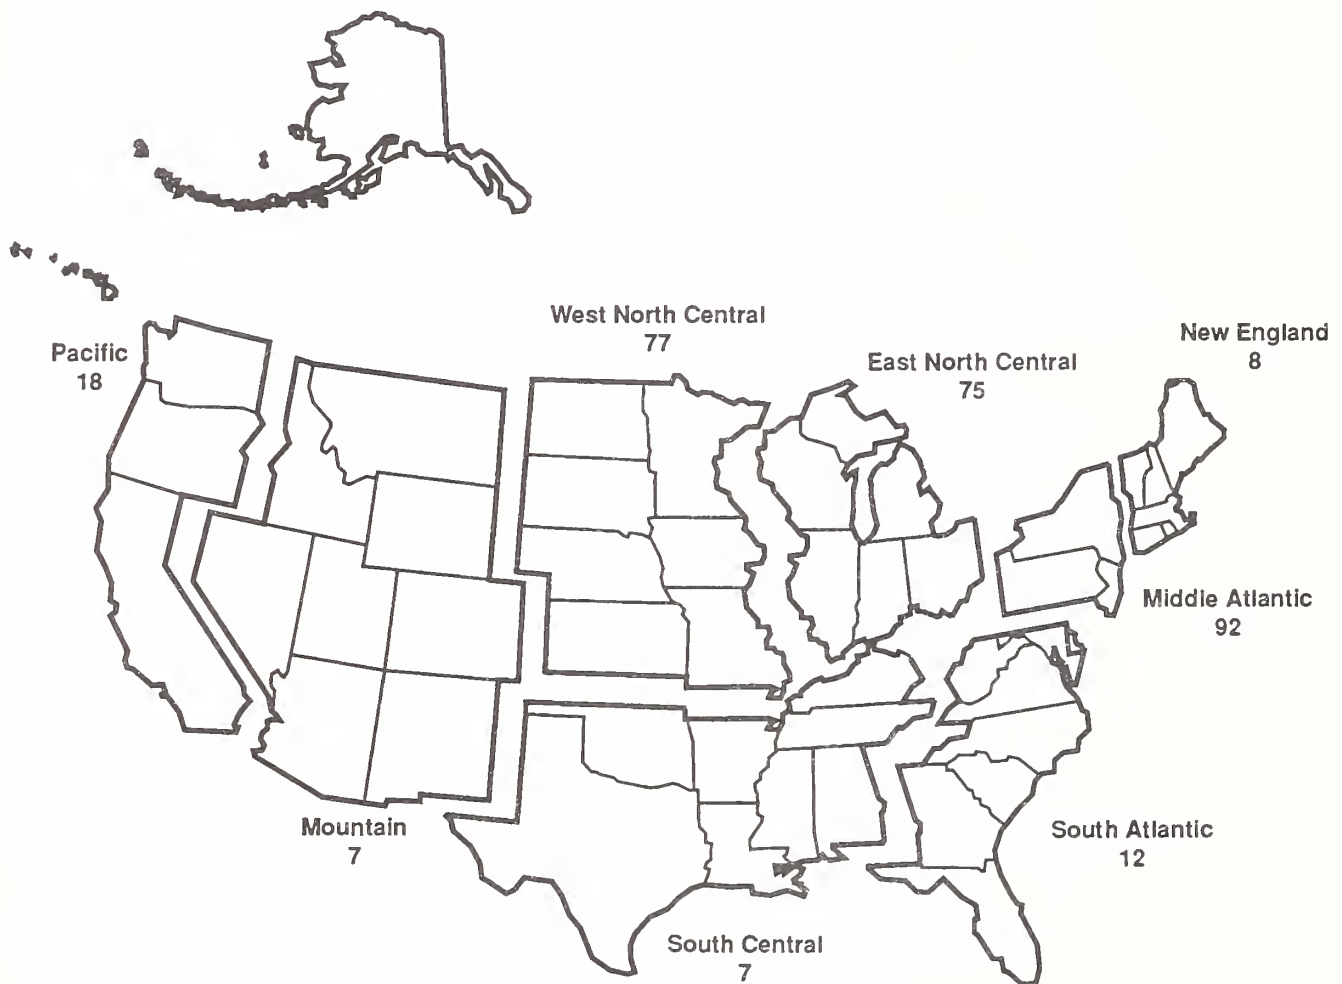 West North Central
77
New England
8
Pacific
18
East North Central
75
Middle Atlantic
92
Mountain
7
South Atlantic
12
South Central
7